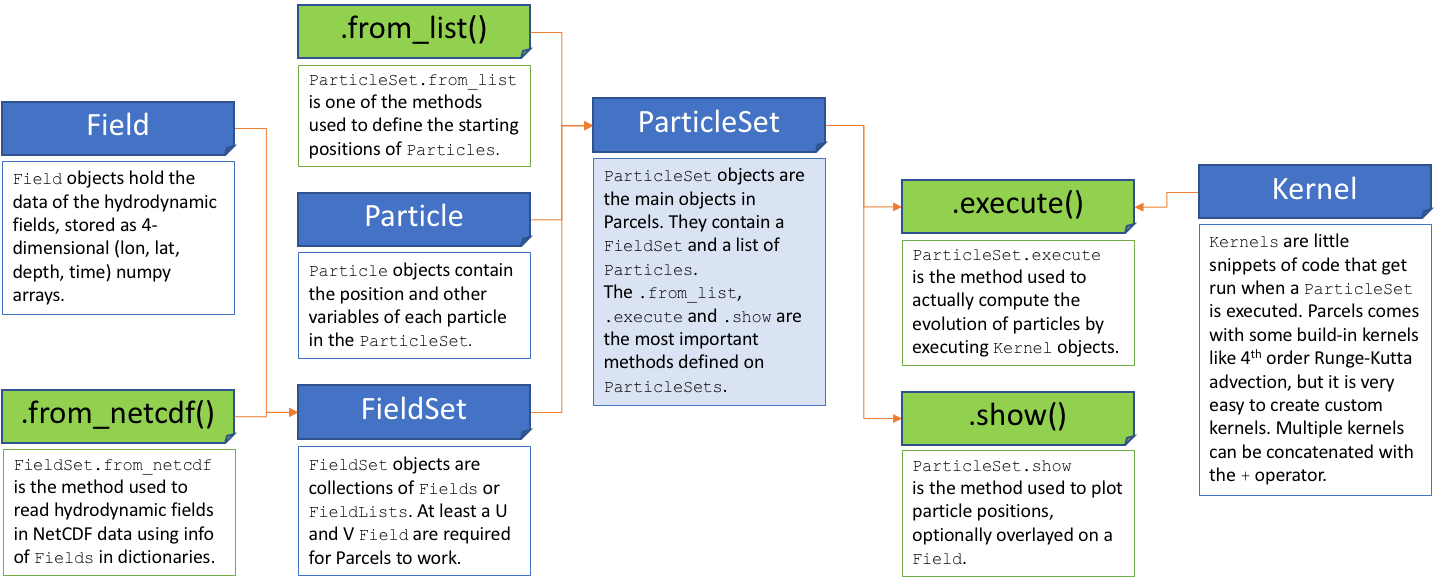 Field
Field objects hold the
data of the hydrodynamic
fields, stored as 4-
dimensional (lon, lat,
depth, time) numpy
arrays.
.from_netcdf()
FieldSet.from_netcdf
is the method used to
read hydrodynamic fields
in NetCDF data using info
of Fields in dictionaries.
.from_list()
ParticleSet.from_list
is one of the methods
used to define the starting
positions of Particles.
Particle
Particle objects contain
the position and other
variables of each particle
in the ParticleSet.
FieldSet
FieldSet objects are
collections of Fields or
FieldLists. At least a U
and V Field are required
for Parcels to work.
ParticleSet
ParticleSet objects are
the main objects in
Parcels. They contain a
FieldSet and a list of
Particles.
The .from_list,
.execute and .show are
the most important
methods defined on
ParticleSets.
.execute()
ParticleSet.execute
is the method used to
actually compute the
evolution of particles by
executing Kernel objects.
.show()
ParticleSet.show
is the method used to plot
particle positions,
optionally overlayed on a
Field.
Kernel
Kernels are little
snippets of code that get
run when a ParticleSet
is executed. Parcels comes
with some build-in kernels
like 4th order Runge-Kutta
advection, but it is very
easy to create custom
kernels. Multiple kernels
can be concatenated with
the + operator.